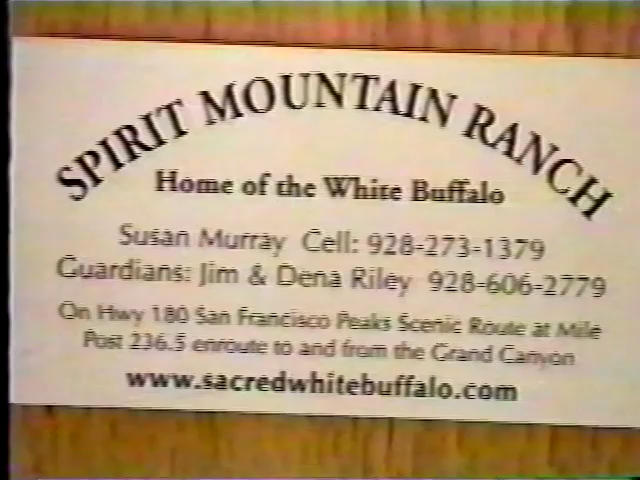 SPIRIT MOUNTAIN RANCH
Home of the White Buffalo
Susan Murray Cell: 928-273-1379
Guardians: Jim & Dena Riley 928-606-2779
On Hwy 180 San Francisco Peaks Scenic Route at Mile
Post 236.5 enroute to and from the Grand Canyon
www.sacredwhitebuffalo.com